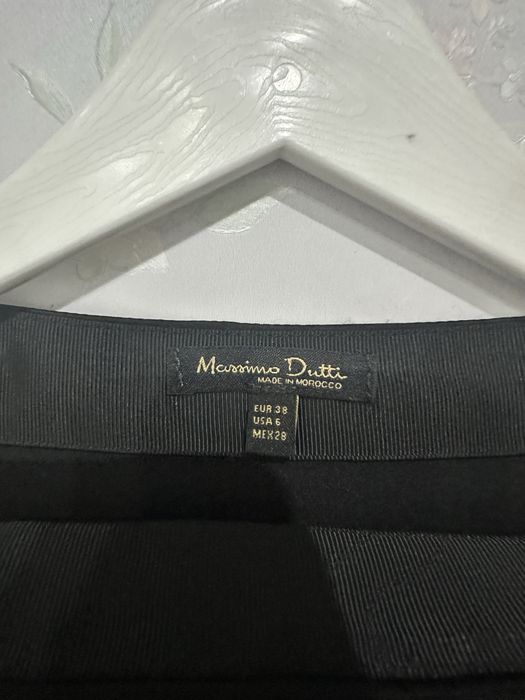 Massimo Dutti
MADE IN MOROCCO
EUR 38
USA 6
MEX 28